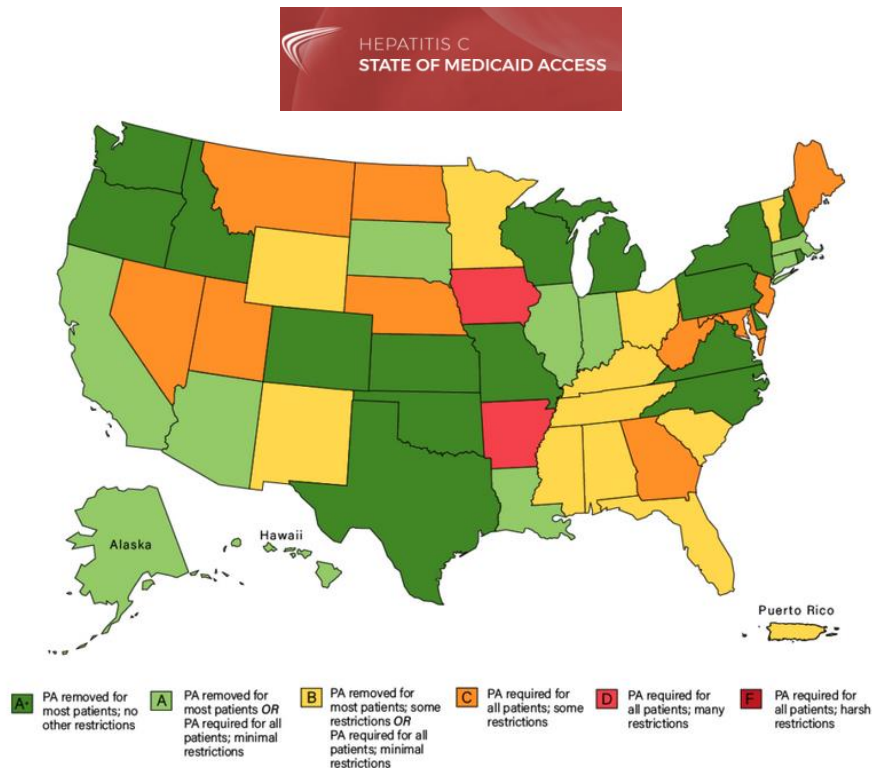 HEPATITIS C
STATE OF MEDICAID ACCESS
Alaska
Hawaii
Puerto Rico
A+
PA removed for
most patients; no
other restrictions
A
PA removed for
most patients OR
PA required for all
patients; minimal
restrictions
B
PA removed for
most patients; some
restrictions OR
PA required for all
patients; minimal
restrictions
C
PA required for
all patients; some
restrictions
D
PA required for
all patients; many
restrictions
F
PA required for
all patients; harsh
restrictions